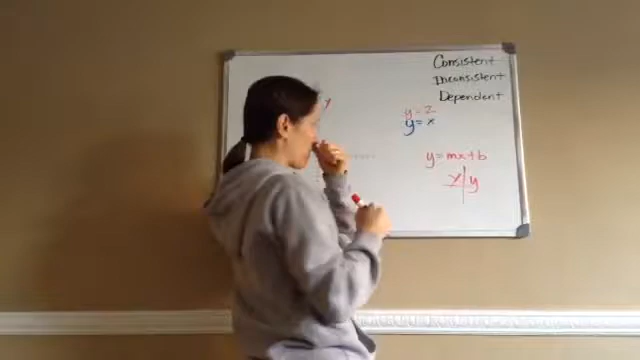 Consistent
Inconsistent
Dependent
y
y = 2
y = x
y = mx + b
x | y